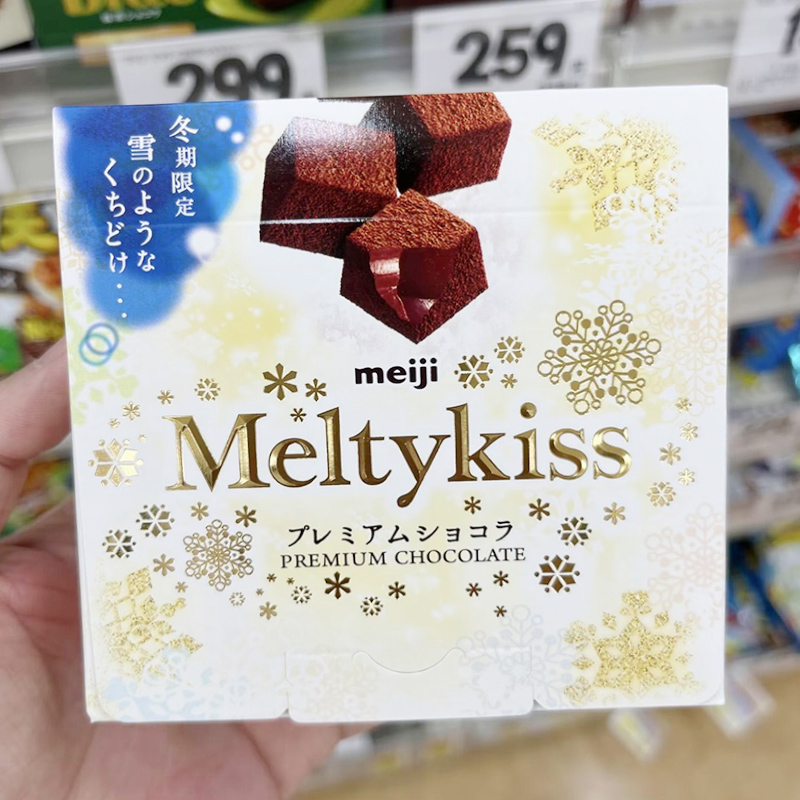 299
259
冬期限定
雪のような
くちどけ・・・
meiji
Meltykiss
プレミアムショコラ
PREMIUM CHOCOLATE